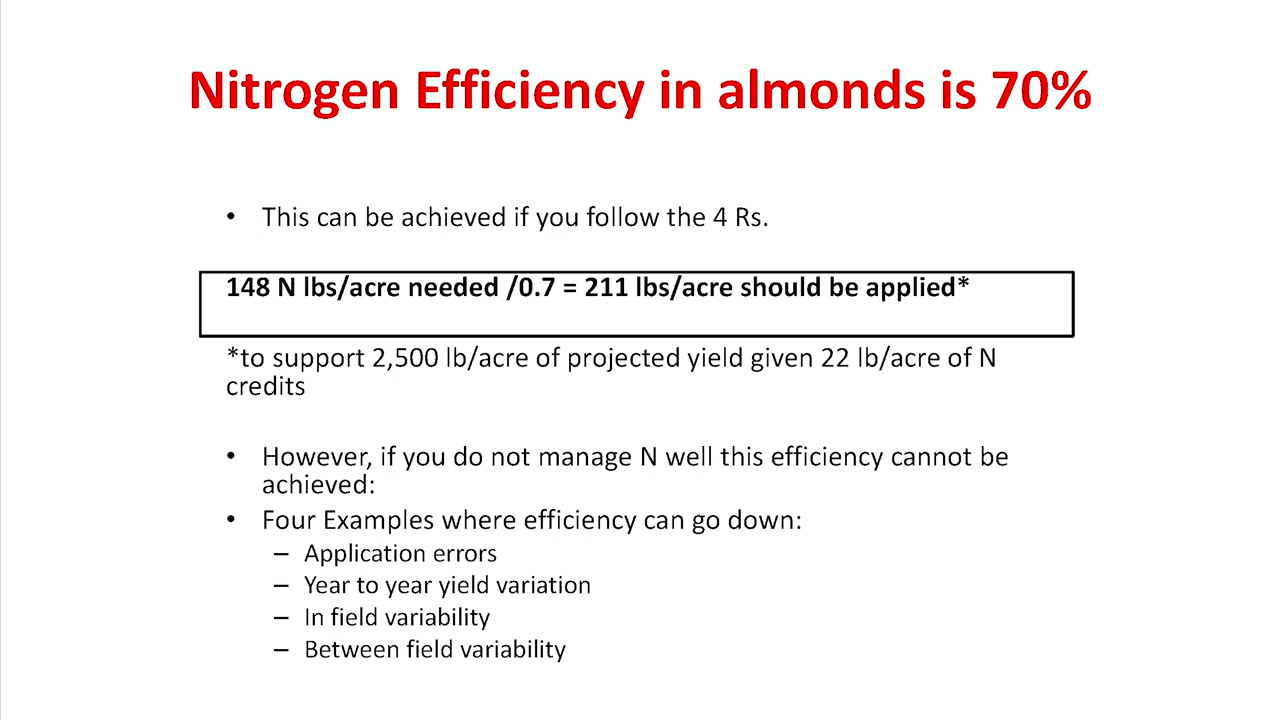 Nitrogen Efficiency in almonds is 70%
• This can be achieved if you follow the 4 Rs.
148 N lbs/acre needed /0.7 = 211 lbs/acre should be applied*
*to support 2,500 lb/acre of projected yield given 22 lb/acre of N
credits
• However, if you do not manage N well this efficiency cannot be
achieved:
• Four Examples where efficiency can go down:
– Application errors
– Year to year yield variation
– In field variability
– Between field variability